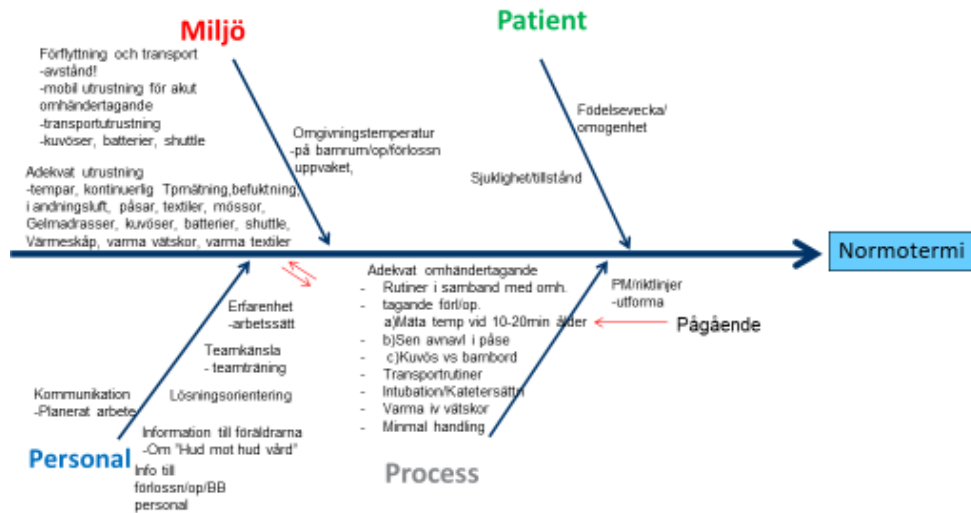 Miljö
Patient
Förflyttning och transport
-avstånd!
-mobil utrustning för akut
omhändertagande
-transportutrustning
-kuvöser, batterier, shuttle
Omgivningstemperatur
-på barnrum/op/förlossn
uppvaket,
Födelsevecka/
omogenhet
Sjuklighet/tillstånd
Adekvat utrustning
-tempar, kontinuerlig Tpmätning,befuktning,
i andningsluft, påsar, textiler, mössor,
Gelmadrasser, kuvöser, batterier, shuttle,
Värmeskåp, varma vätskor, varma textiler
Normotermi
Erfarenhet
-arbetssätt
Teamkänsla
- teamträning
Lösningsorientering
Kommunikation
-Planerat arbete
Information till föräldrarna
-Om "Hud mot hud vård"
Personal
Info till
förlossn/op/BB
personal
Adekvat omhändertagande
- Rutiner i samband med omh.
- tagande förl/op.
a)Mäta temp vid 10-20min ålder
- b)Sen avnavl i påse
- c)Kuvös vs barnbord
- Transportrutiner
- Intubation/Katetersättn
- Varma iv vätskor
- Minmal handling
PM/riktlinjer
-utforma
Pågående
Process